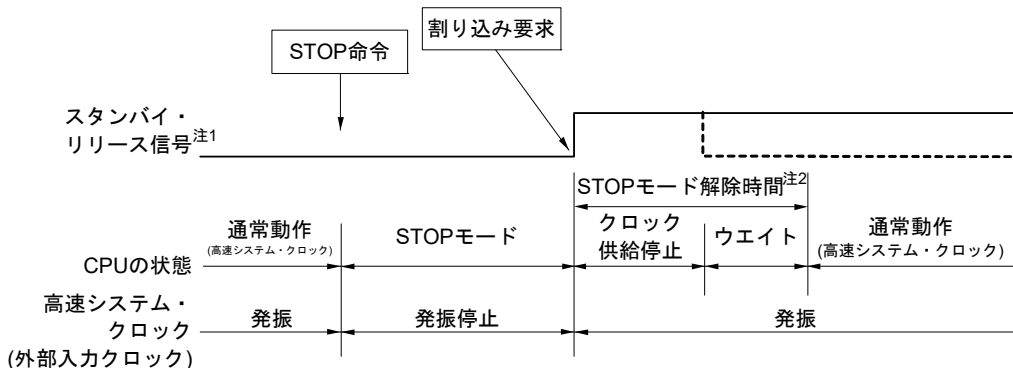 割り込み要求
STOP命令
スタンバイ・
リリース信号注1
STOPモード解除時間注2
通常動作
(高速システム・クロック)
STOPモード
クロック
供給停止
ウエイト
通常動作
(高速システム・クロック)
CPUの状態
高速システム・
クロック
(外部入力クロック)
発振
発振停止
発振